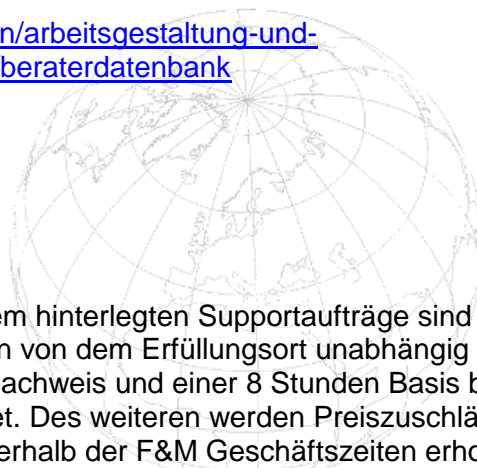 n/arbeitsgestaltung-und-
beraterdatenbank
em hinterlegten Supportaufträge sind
n von dem Erfüllungsort unabhängig
achweis und einer 8 Stunden Basis b
et. Des weiteren werden Preiszuschlä
erhalb der F&M Geschäftszeiten erho